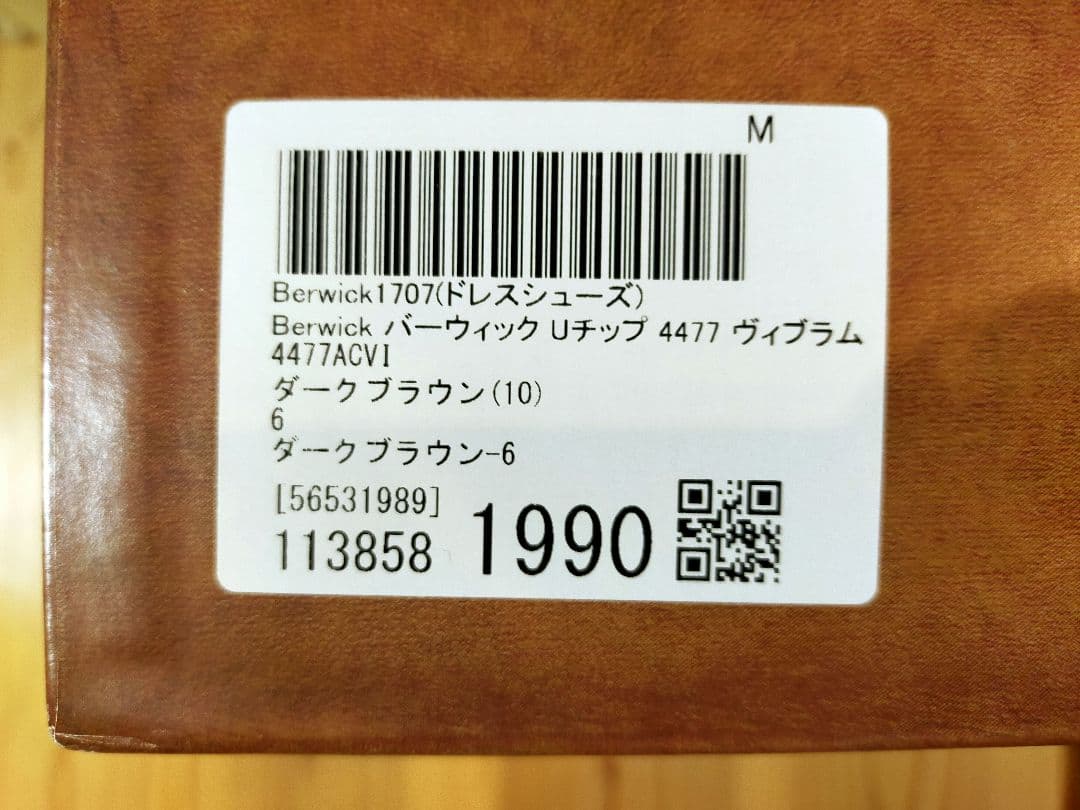 M
Berwick1707(ドレスシューズ)
Berwick バーウィック Uチップ 4477 ヴィブラム
4477ACVI
ダークブラウン(10)
6
ダークブラウン-6
[56531989]
113858 1990